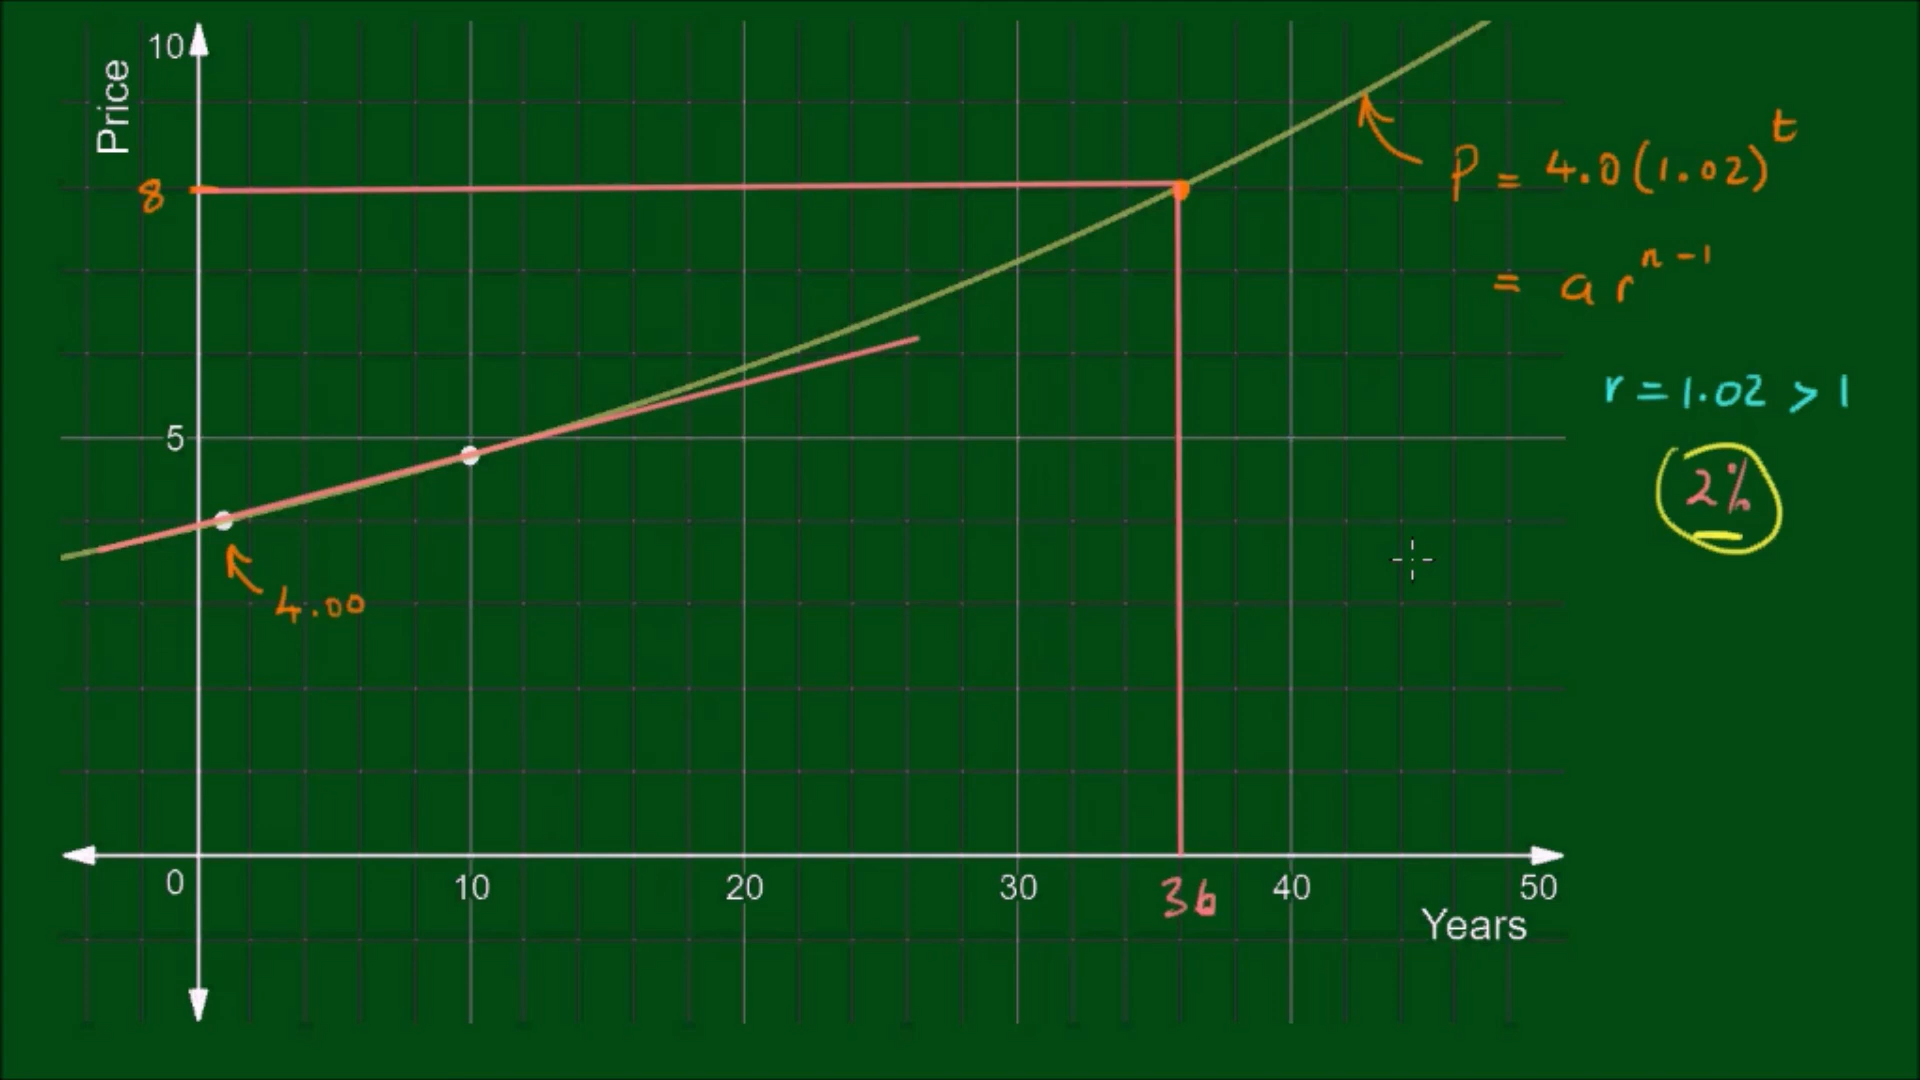 10
Price
8
5
4.00
0
10
20
30
36
40
50
Years
P = 4.0(1.02)^t
= a r^{n-1}
r = 1.02 > 1
2%